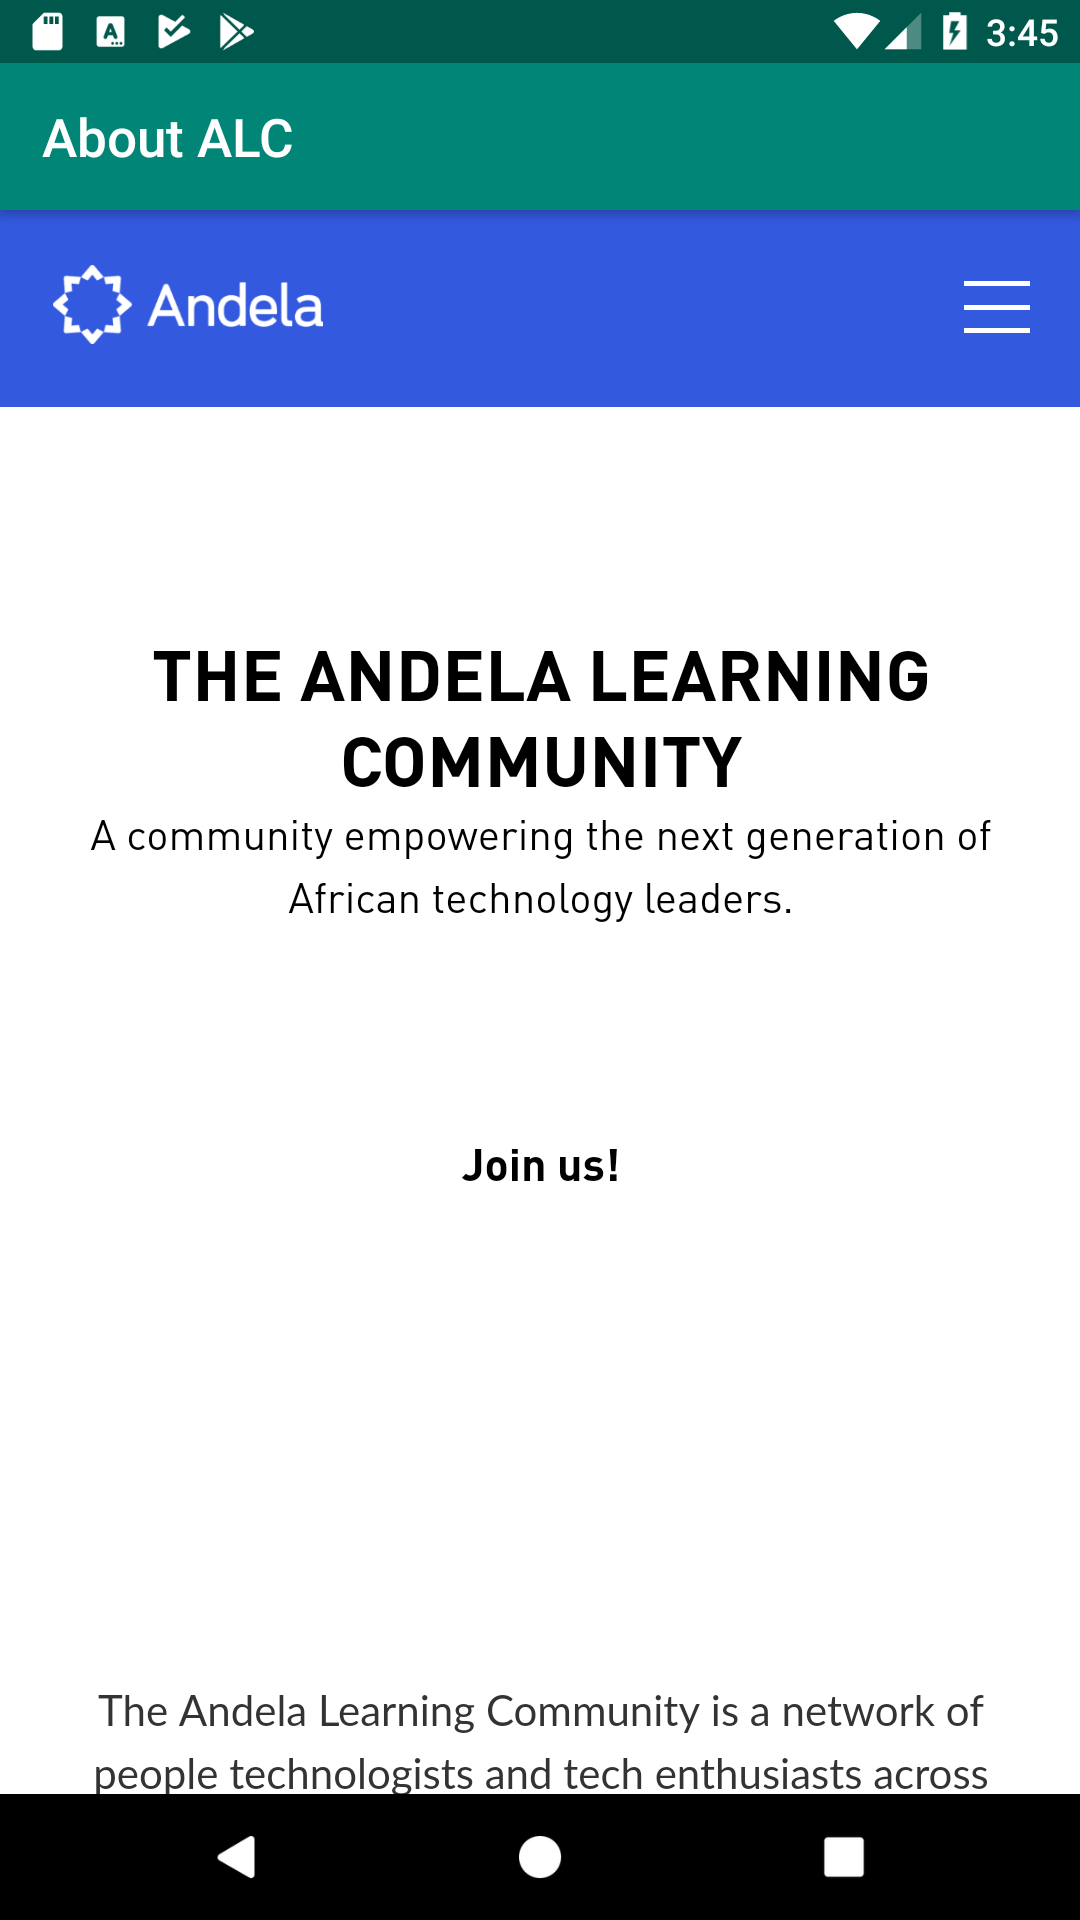 3:45
About ALC
Andela
THE ANDELA LEARNING
COMMUNITY
A community empowering the next generation of
African technology leaders.
Join us!
The Andela Learning Community is a network of
people technologists and tech enthusiasts across